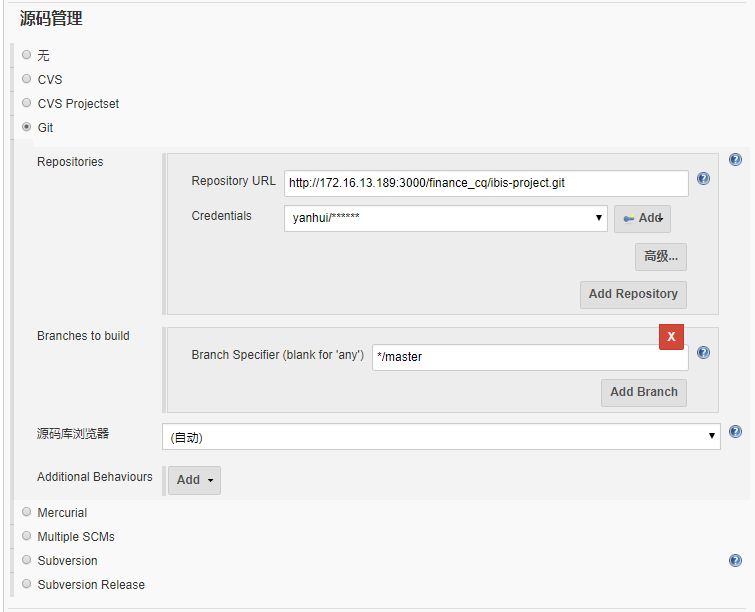 源码管理
无
CVS
CVS Projectset
Git
Repositories
Repository URL http://172.16.13.189:3000/finance_cq/ibis-project.git
Credentials yanhui/****** Add
高级...
Add Repository
Branches to build
X
Branch Specifier (blank for 'any') */master
Add Branch
源码库浏览器 (自动)
Additional Behaviours Add
Mercurial
Multiple SCMs
Subversion
Subversion Release